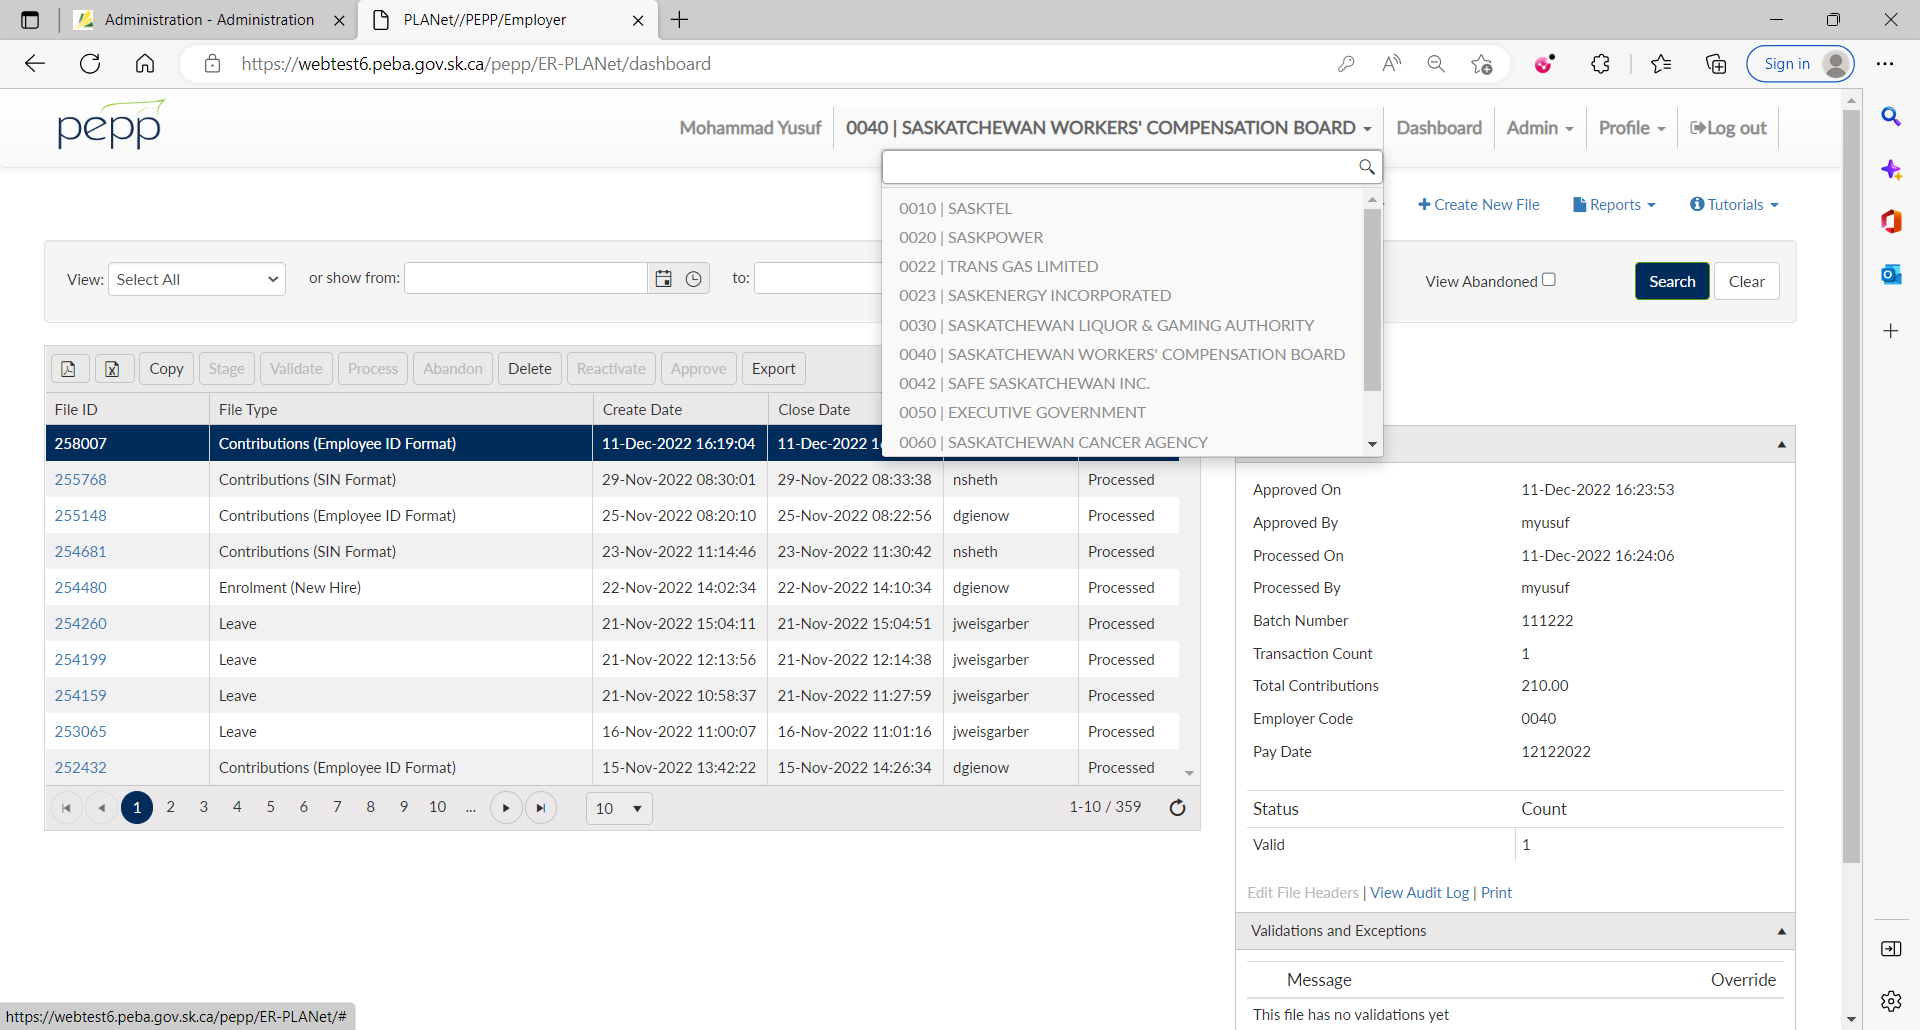 Administration - Administration
PLANet//PEPP/Employer
https://webtest6.peba.gov.sk.ca/pepp/ER-PLANet/dashboard
Sign in
pepp
Mohammad Yusuf
0040 | SASKATCHEWAN WORKERS' COMPENSATION BOARD
Dashboard
Admin
Profile
Log out
0010 | SASKTEL
0020 | SASKPOWER
0022 | TRANS GAS LIMITED
0023 | SASKENERGY INCORPORATED
0030 | SASKATCHEWAN LIQUOR & GAMING AUTHORITY
0040 | SASKATCHEWAN WORKERS' COMPENSATION BOARD
0042 | SAFE SASKATCHEWAN INC.
0050 | EXECUTIVE GOVERNMENT
0060 | SASKATCHEWAN CANCER AGENCY
Create New File
Reports
Tutorials
View: Select All or show from: to:
View Abandoned
Search Clear
Copy Stage Validate Process Abandon Delete Reactivate Approve Export
File ID File Type Create Date Close Date
258007 Contributions (Employee ID Format) 11-Dec-2022 16:19:04 11-Dec-2022 1
255768 Contributions (SIN Format) 29-Nov-2022 08:30:01 29-Nov-2022 08:33:38 nsheth Processed
255148 Contributions (Employee ID Format) 25-Nov-2022 08:20:10 25-Nov-2022 08:22:56 dgienow Processed
254681 Contributions (SIN Format) 23-Nov-2022 11:14:46 23-Nov-2022 11:30:42 nsheth Processed
254480 Enrolment (New Hire) 22-Nov-2022 14:02:34 22-Nov-2022 14:10:34 dgienow Processed
254260 Leave 21-Nov-2022 15:04:11 21-Nov-2022 15:04:51 jweisgarber Processed
254199 Leave 21-Nov-2022 12:13:56 21-Nov-2022 12:14:38 jweisgarber Processed
254159 Leave 21-Nov-2022 10:58:37 21-Nov-2022 11:27:59 jweisgarber Processed
253065 Leave 16-Nov-2022 11:00:07 16-Nov-2022 11:01:16 jweisgarber Processed
252432 Contributions (Employee ID Format) 15-Nov-2022 13:42:22 15-Nov-2022 14:26:34 dgienow Processed
1 2 3 4 5 6 7 8 9 10 ... 10 1-10 / 359
Approved On 11-Dec-2022 16:23:53
Approved By myusuf
Processed On 11-Dec-2022 16:24:06
Processed By myusuf
Batch Number 111222
Transaction Count 1
Total Contributions 210.00
Employer Code 0040
Pay Date 12122022
Status Count
Valid 1
Edit File Headers | View Audit Log | Print
Validations and Exceptions
Message Override
This file has no validations yet
https://webtest6.peba.gov.sk.ca/pepp/ER-PLANet/#